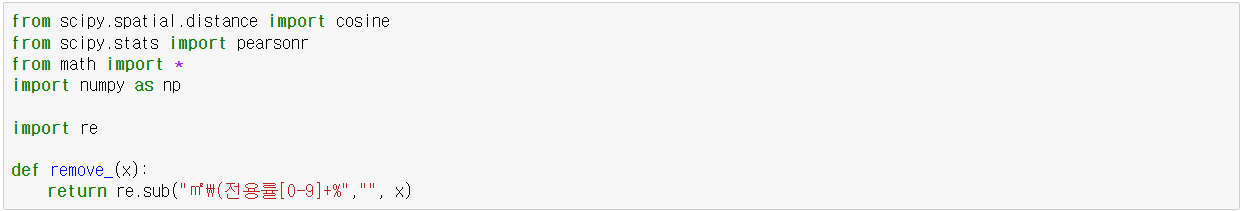 from scipy.spatial.distance import cosine
from scipy.stats import pearsonr
from math import *
import numpy as np
import re
def remove_(x):
return re.sub("㎡₩(전용률[0-9]+%","", x)